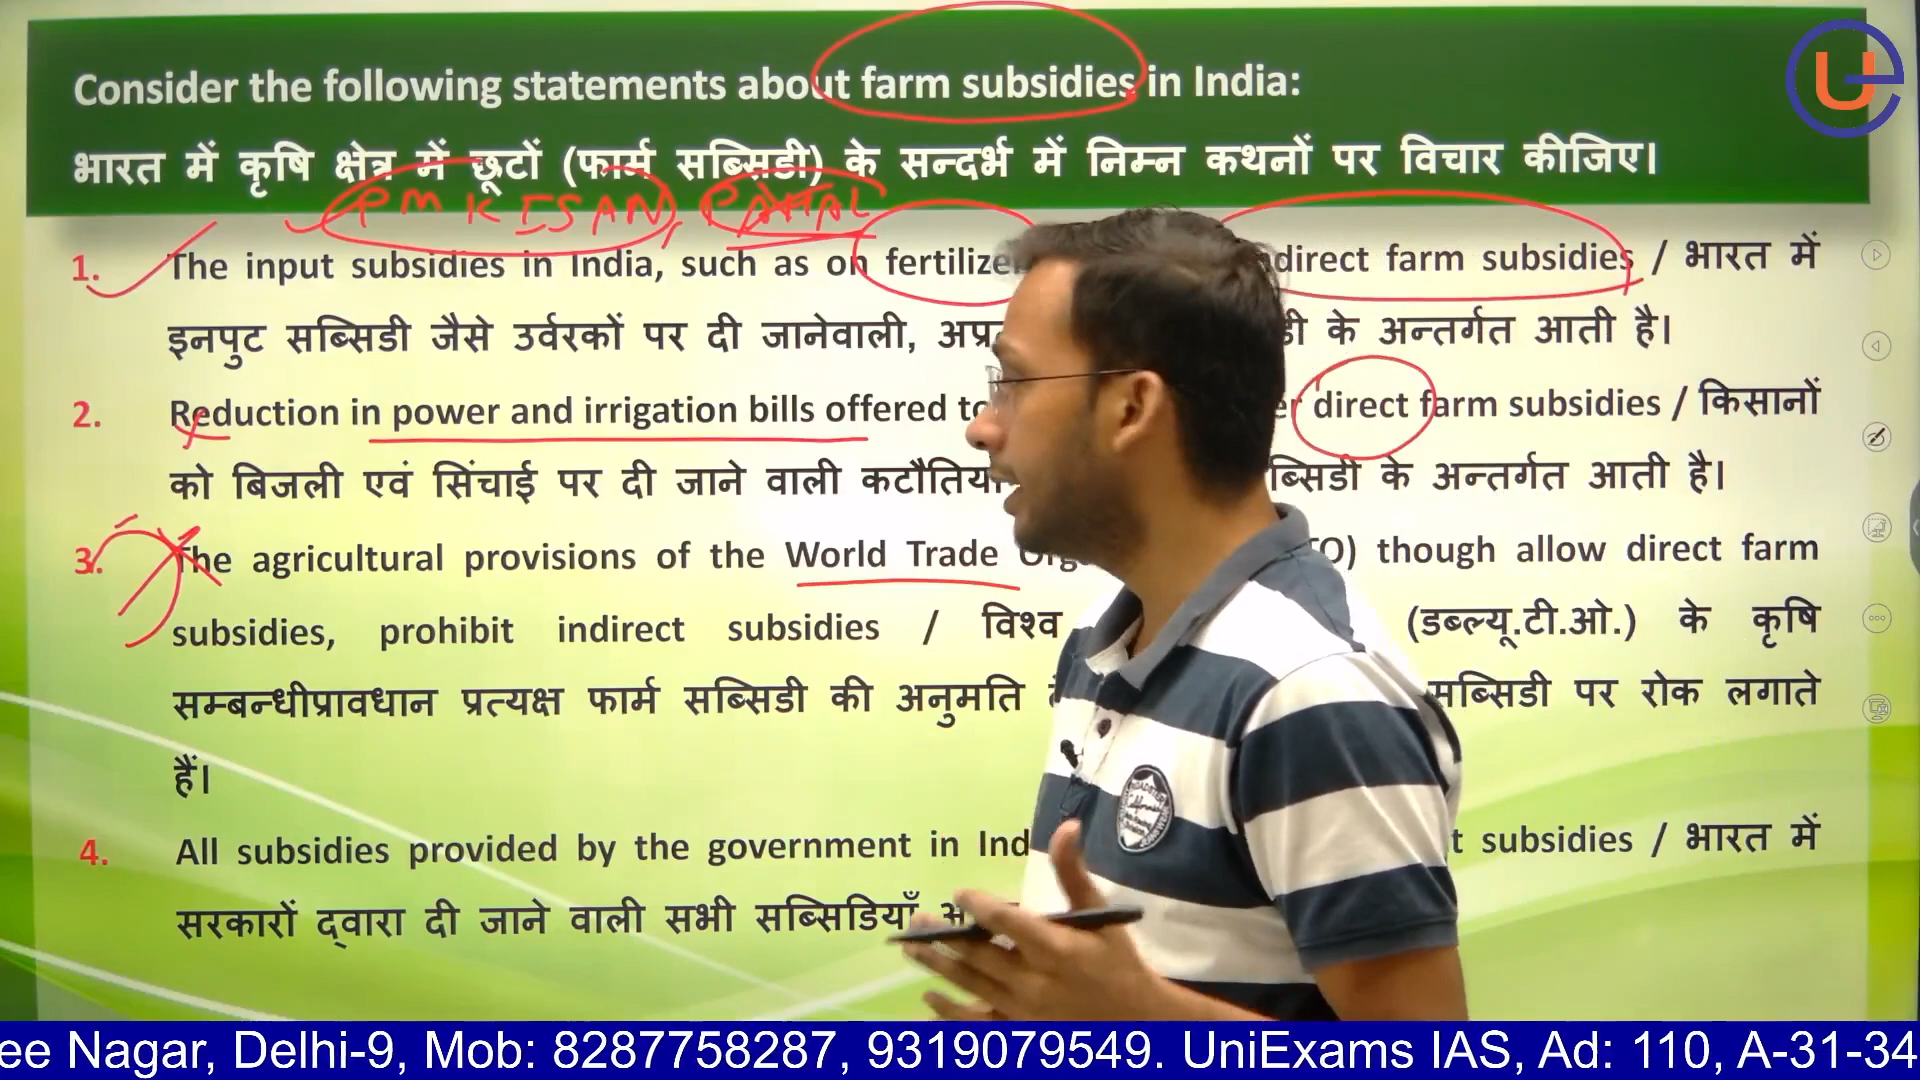 Consider the following statements about farm subsidies in India:
भारत में कृषि क्षेत्र में छूटों (फार्म सब्सिडी) के सन्दर्भ में निम्न कथनों पर विचार कीजिए।
PM KISAN, PAHAL
1. The input subsidies in India, such as on direct farm subsidies / भारत में
इनपुट सब्सिडी जैसे उर्वरकों पर दी जानेवाली, के अन्तर्गत आती है।
2. Reduction in power and irrigation bills offered direct farm subsidies / किसानों
को बिजली एवं सिंचाई पर दी जाने वाली के अन्तर्गत आती है।
3. The agricultural provisions of the World Trade though allow direct farm
subsidies, prohibit indirect subsidies / विश्व (डब्ल्यू.टी.ओ.) के कृषि
सम्बन्धीप्रावधान प्रत्यक्ष फार्म सब्सिडी की अनुमति सब्सिडी पर रोक लगाते
हैं।
4. All subsidies provided by the government in subsidies / भारत में
सरकारों द्वारा दी जाने वाली सभी सब्सिडियाँ
ee Nagar, Delhi-9, Mob: 8287758287, 9319079549. UniExams IAS, Ad: 110, A-31-34